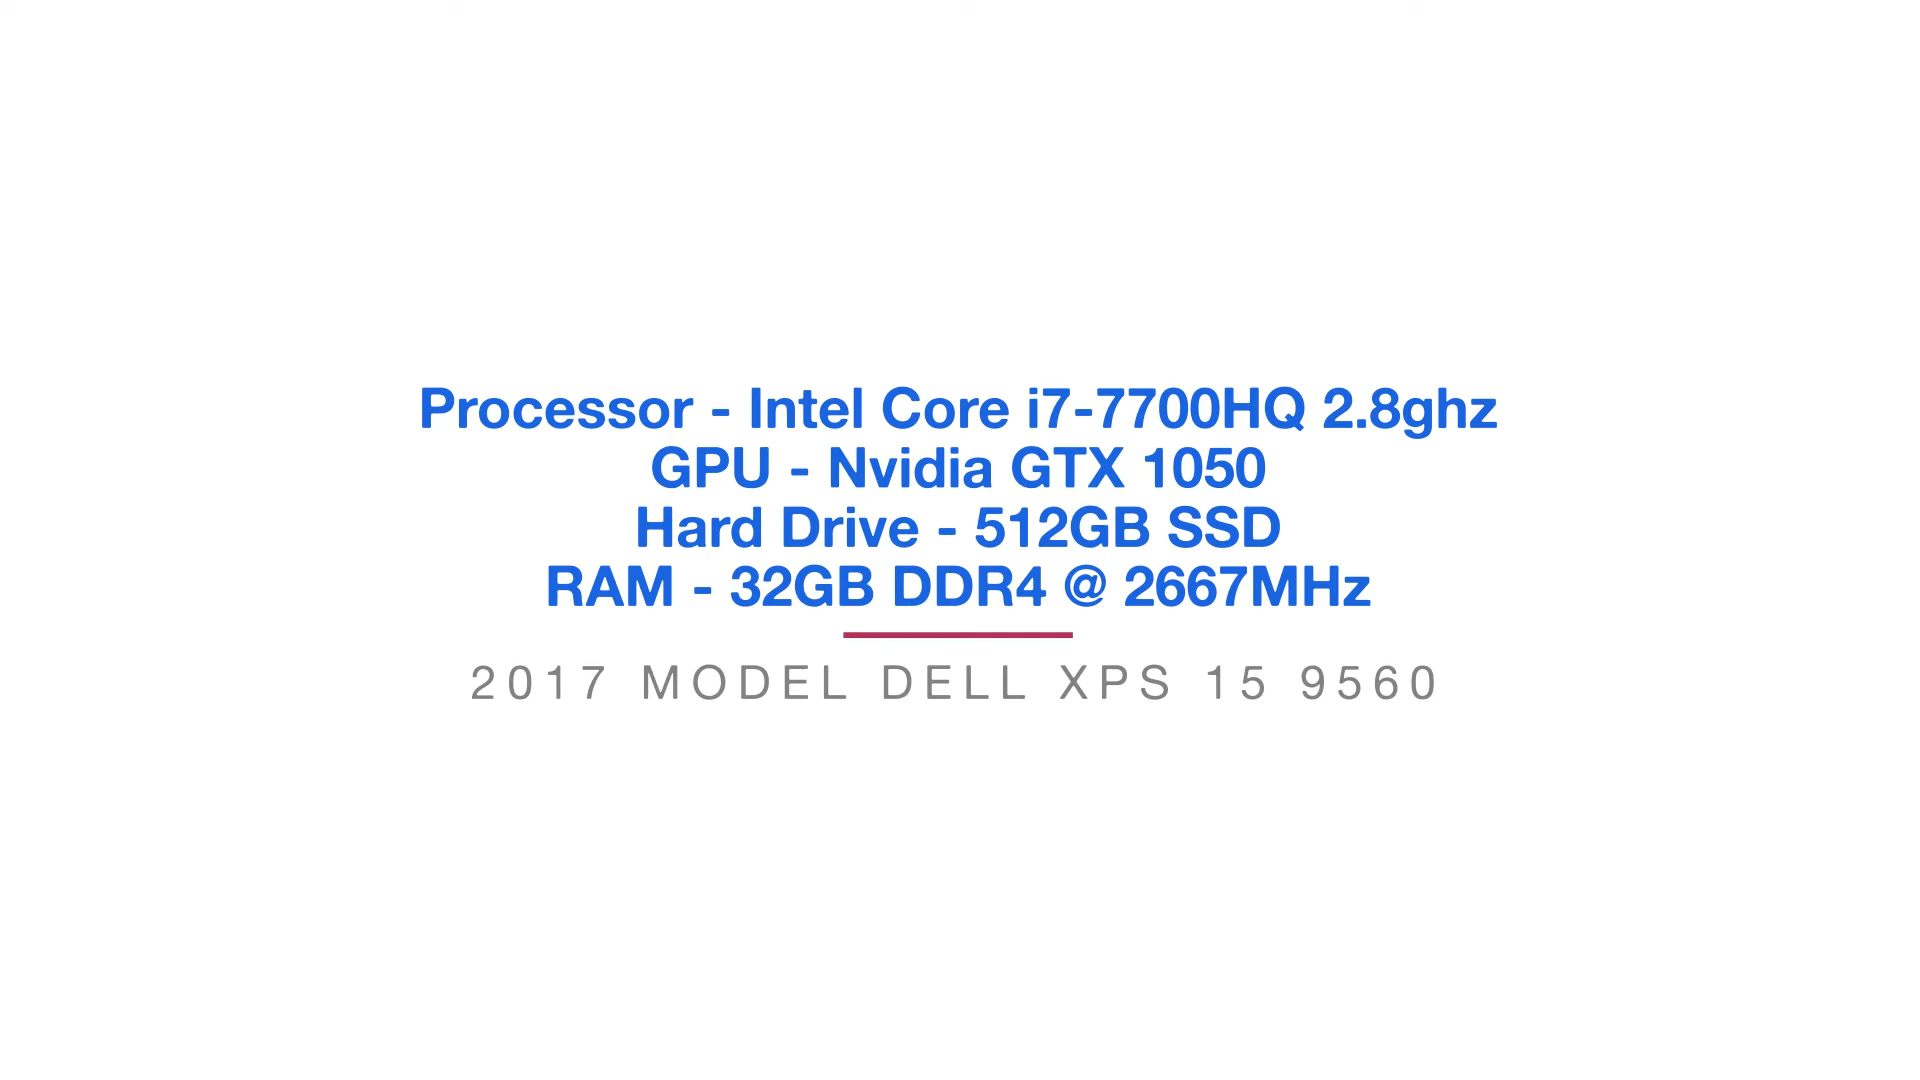 Processor - Intel Core i7-7700HQ 2.8ghz
GPU - Nvidia GTX 1050
Hard Drive - 512GB SSD
RAM - 32GB DDR4 @ 2667MHz
2017 MODEL DELL XPS 15 9560